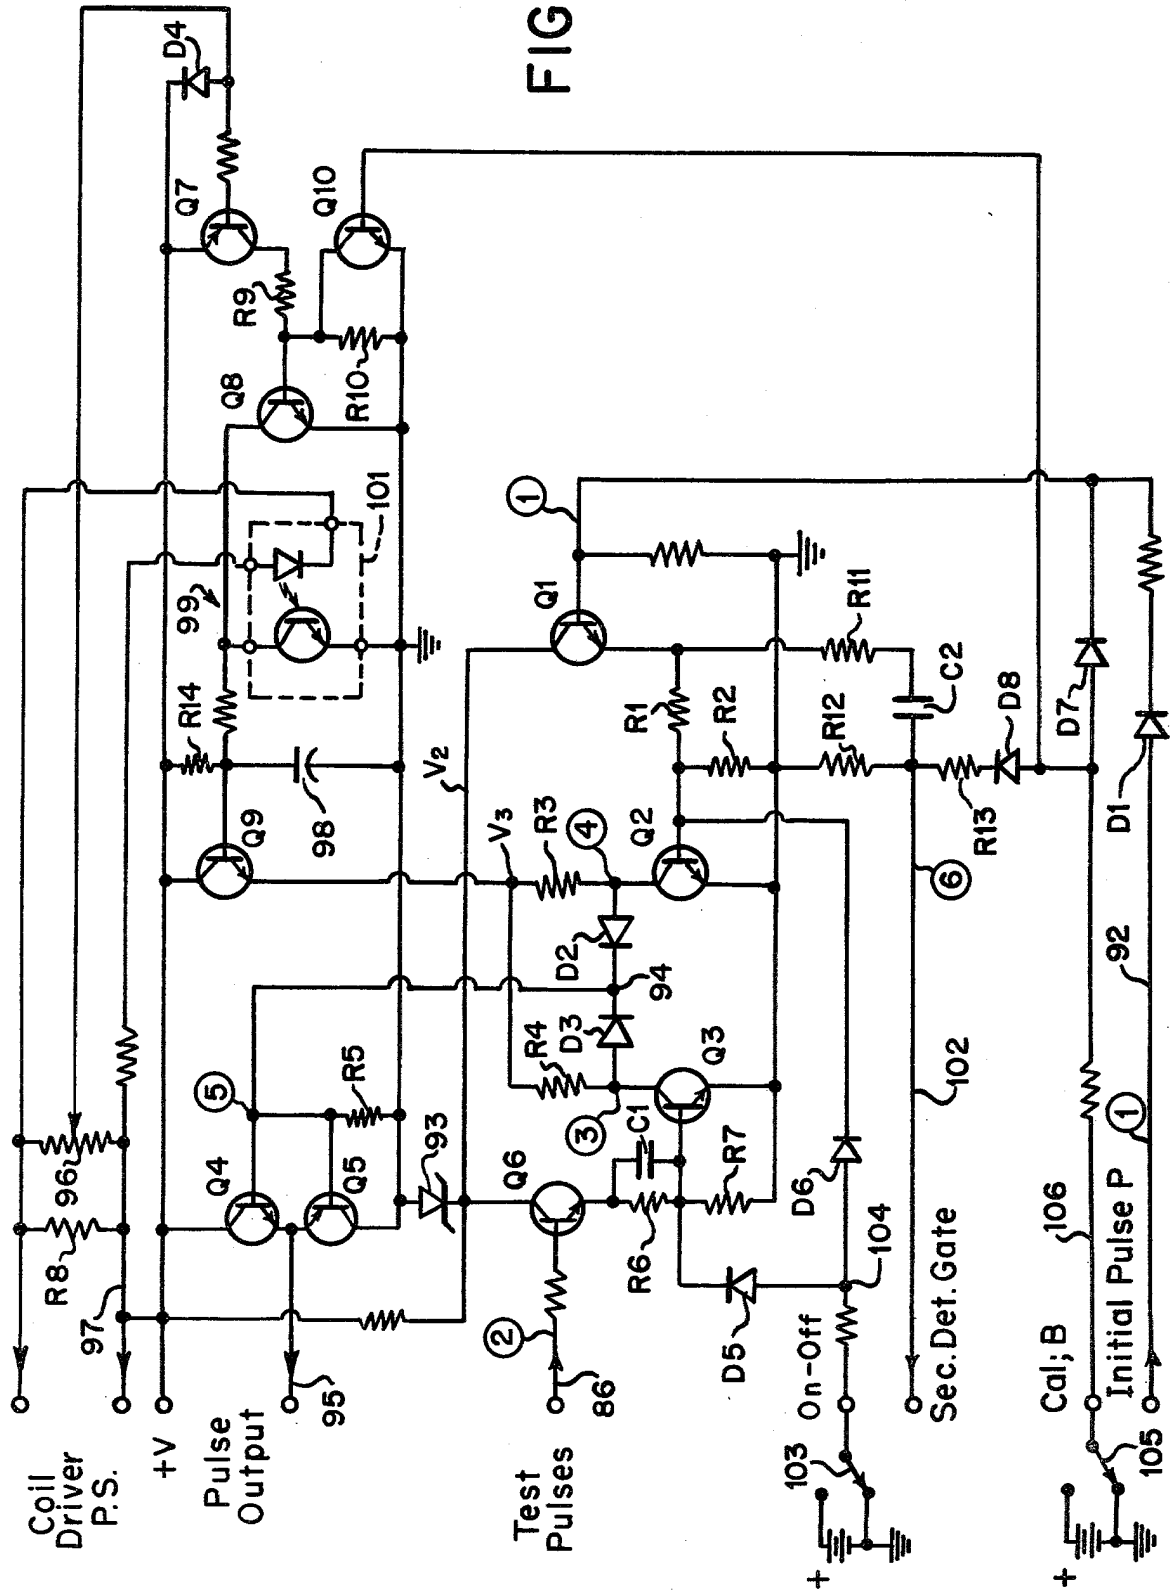 FIG
D4
Q7
Q10
R9
Q8
R10
101
99
R14
Q9
98
V2
V3
R3
4
Q2
Q1
1
R1
R2
R11
R12
C2
D8
R13
D7
D1
6
D2
94
D3
R4
Q3
3
C1
5
R5
93
Q4
Q5
Q6
R6
R7
D6
D5
104
102
92
106
1
96
R8
97
95
2
86
103
105
Coil
Driver
P.S.
+V
Pulse
Output
Test
Pulses
On-Off
Sec. Det. Gate
Cal; B
Initial Pulse P
+
+